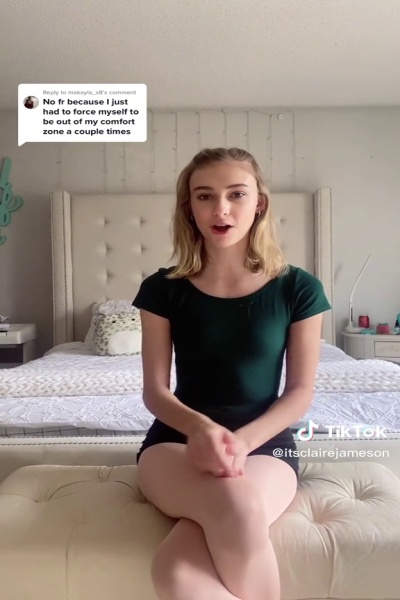 Reply to makayla_s8's comment
No fr because I just
had to force myself to
be out of my comfort
zone a couple times
TikTok
@itsclairejameson